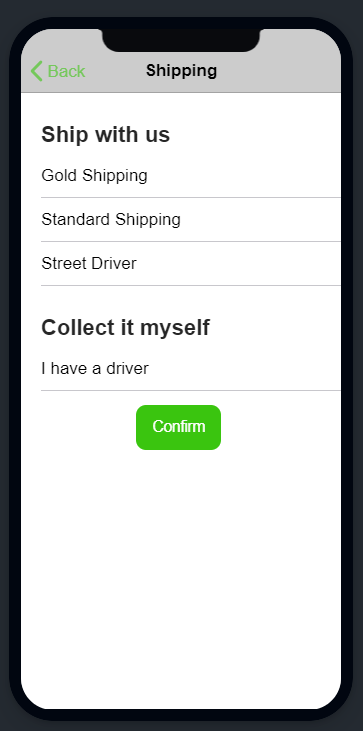 Back
Shipping
Ship with us
Gold Shipping
Standard Shipping
Street Driver
Collect it myself
I have a driver
Confirm